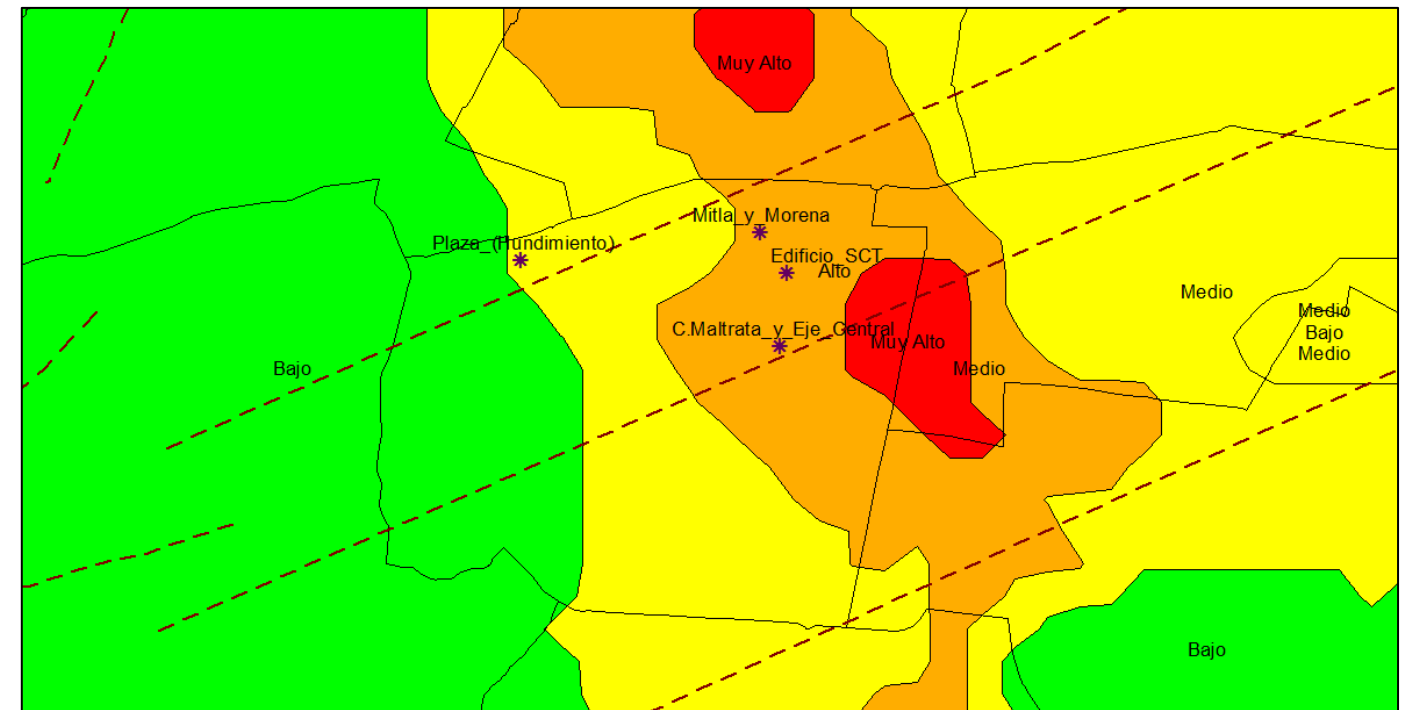 Muy Alto
Mitla_y_Morena
Plaza_(Hundimiento)
Edificio_SCT
Alto
Medio
Medio
Bajo
Medio
C.Maltrata_y_Eje_Central
Muy Alto
Bajo
Medio
Bajo